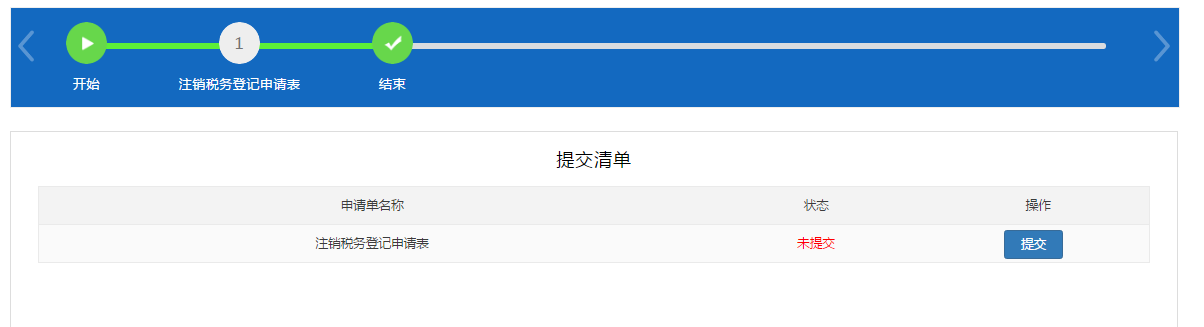 1
开始
注销税务登记申请表
结束
提交清单
申请单名称 状态 操作
注销税务登记申请表 未提交 提交